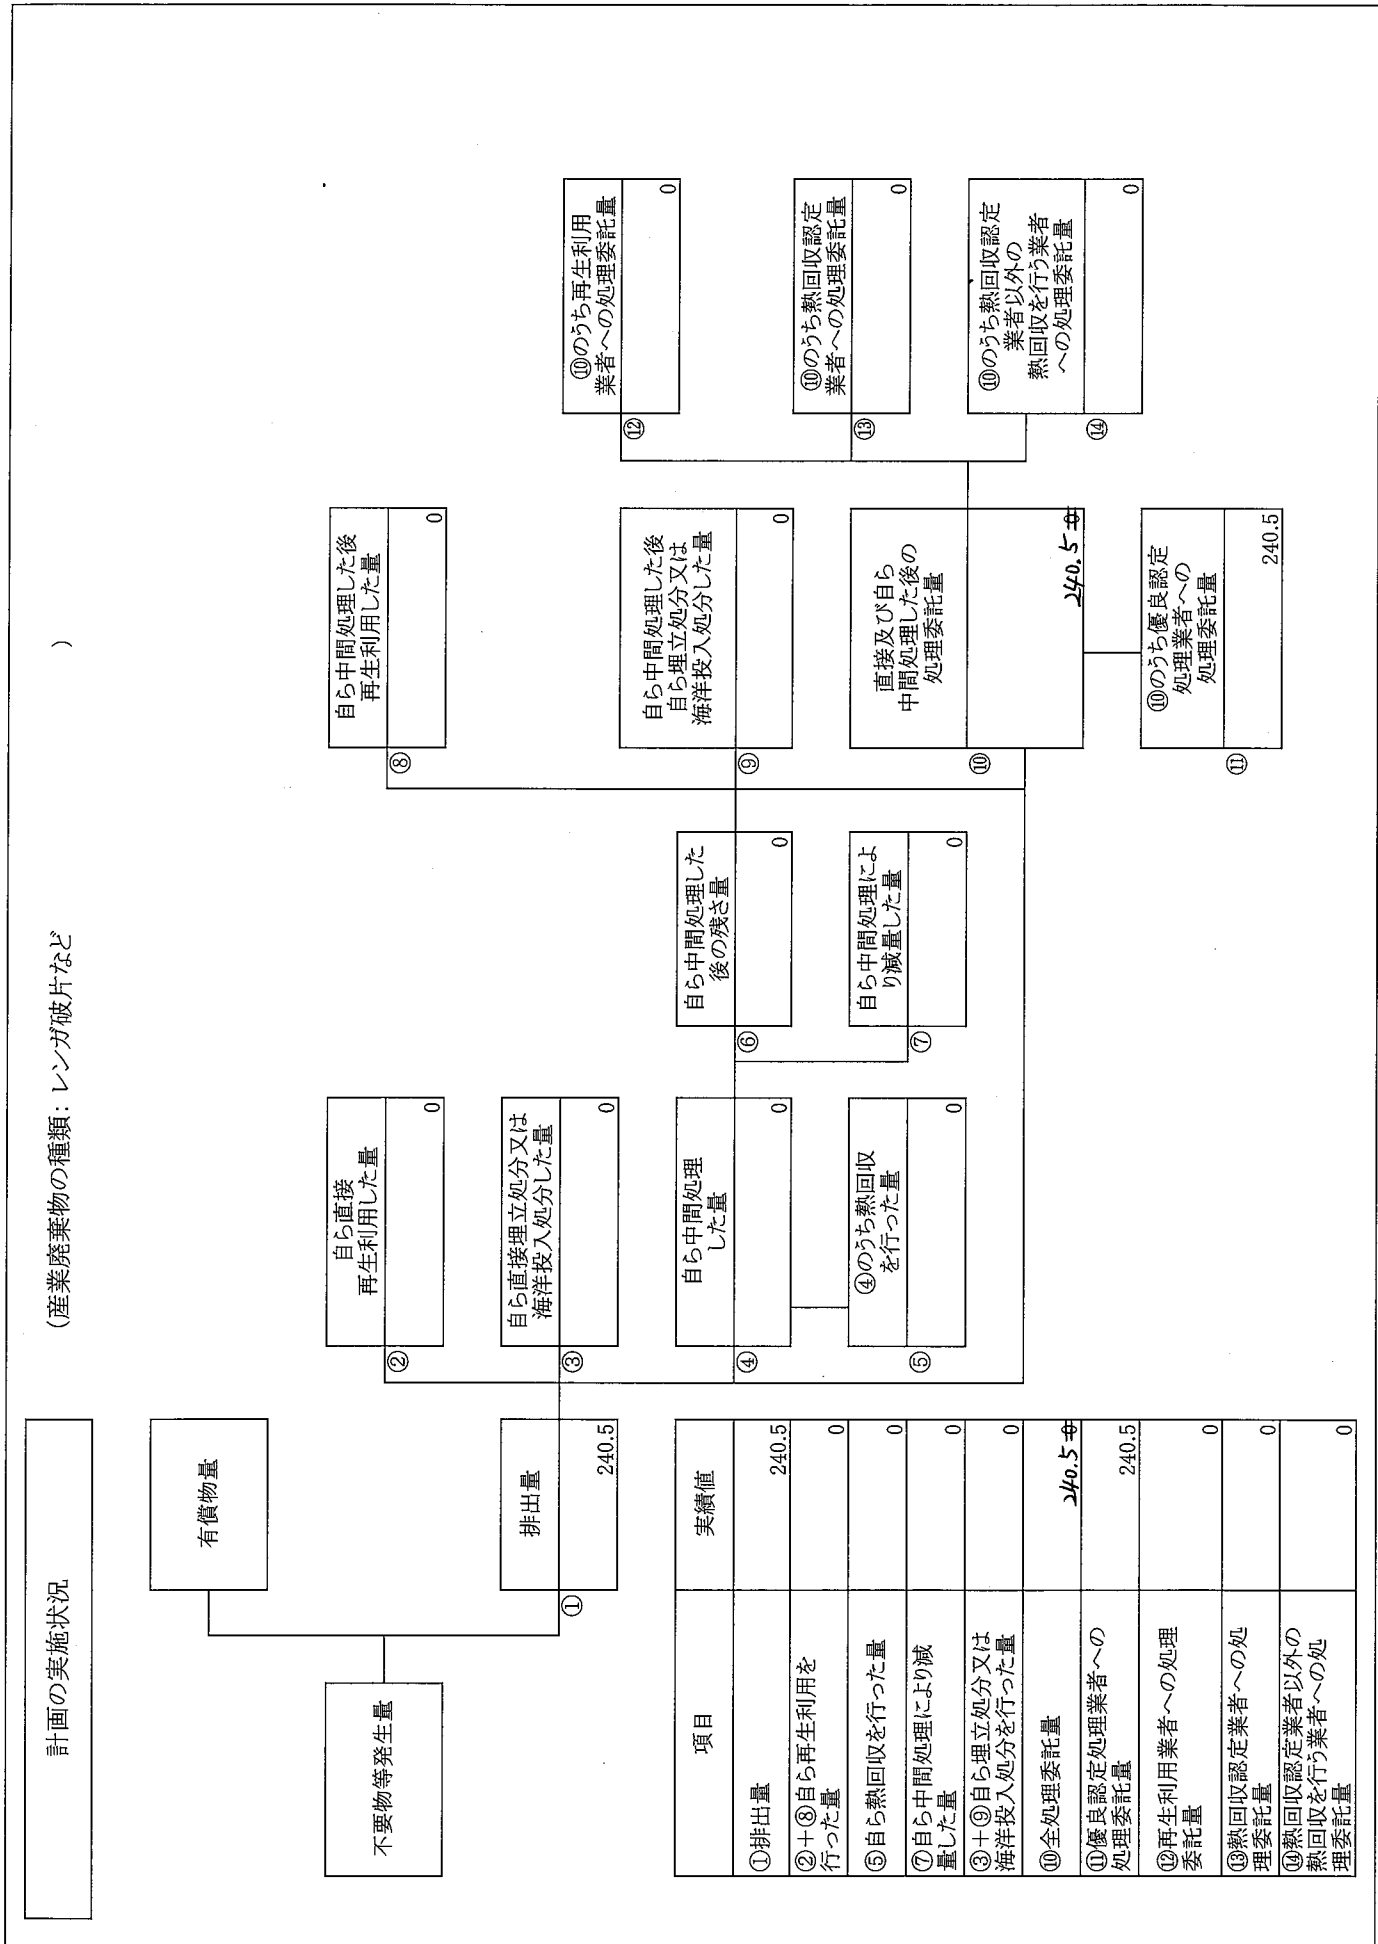 計画の実施状況
(産業廃棄物の種類: レンガ破片など )
不要物等発生量
有償物量
①
排出量
240.5
②
自ら直接
再生利用した量
0
③
自ら直接埋立処分又は
海洋投入処分した量
0
④
自ら中間処理
した量
0
⑤
④のうち熱回収
を行った量
0
⑥
自ら中間処理した
後の残さ量
0
⑦
自ら中間処理によ
り減量した量
0
⑧
自ら中間処理した後
再生利用した量
0
⑨
自ら中間処理した後
自ら埋立処分又は
海洋投入処分した量
0
⑩
直接及び自ら
中間処理した後の
処理委託量
240.5 0
⑪
⑩のうち優良認定
処理業者への
処理委託量
240.5
⑫
⑩のうち再生利用
業者への処理委託量
0
⑬
⑩のうち熱回収認定
業者への処理委託量
0
⑭
⑩のうち熱回収認定
業者以外の
熱回収を行う業者
への処理委託量
0
項目 実績値
①排出量 240.5
②+⑧自ら再生利用を
行った量 0
⑤自ら熱回収を行った量 0
⑦自ら中間処理により減
量した量 0
③+⑨自ら埋立処分又は
海洋投入処分を行った量 0
⑩全処理委託量 240.5 0
⑪優良認定処理業者への
処理委託量 240.5
⑫再生利用業者への処理
委託量 0
⑬熱回収認定業者への処
理委託量 0
⑭熱回収認定業者以外の
熱回収を行う業者への処
理委託量 0